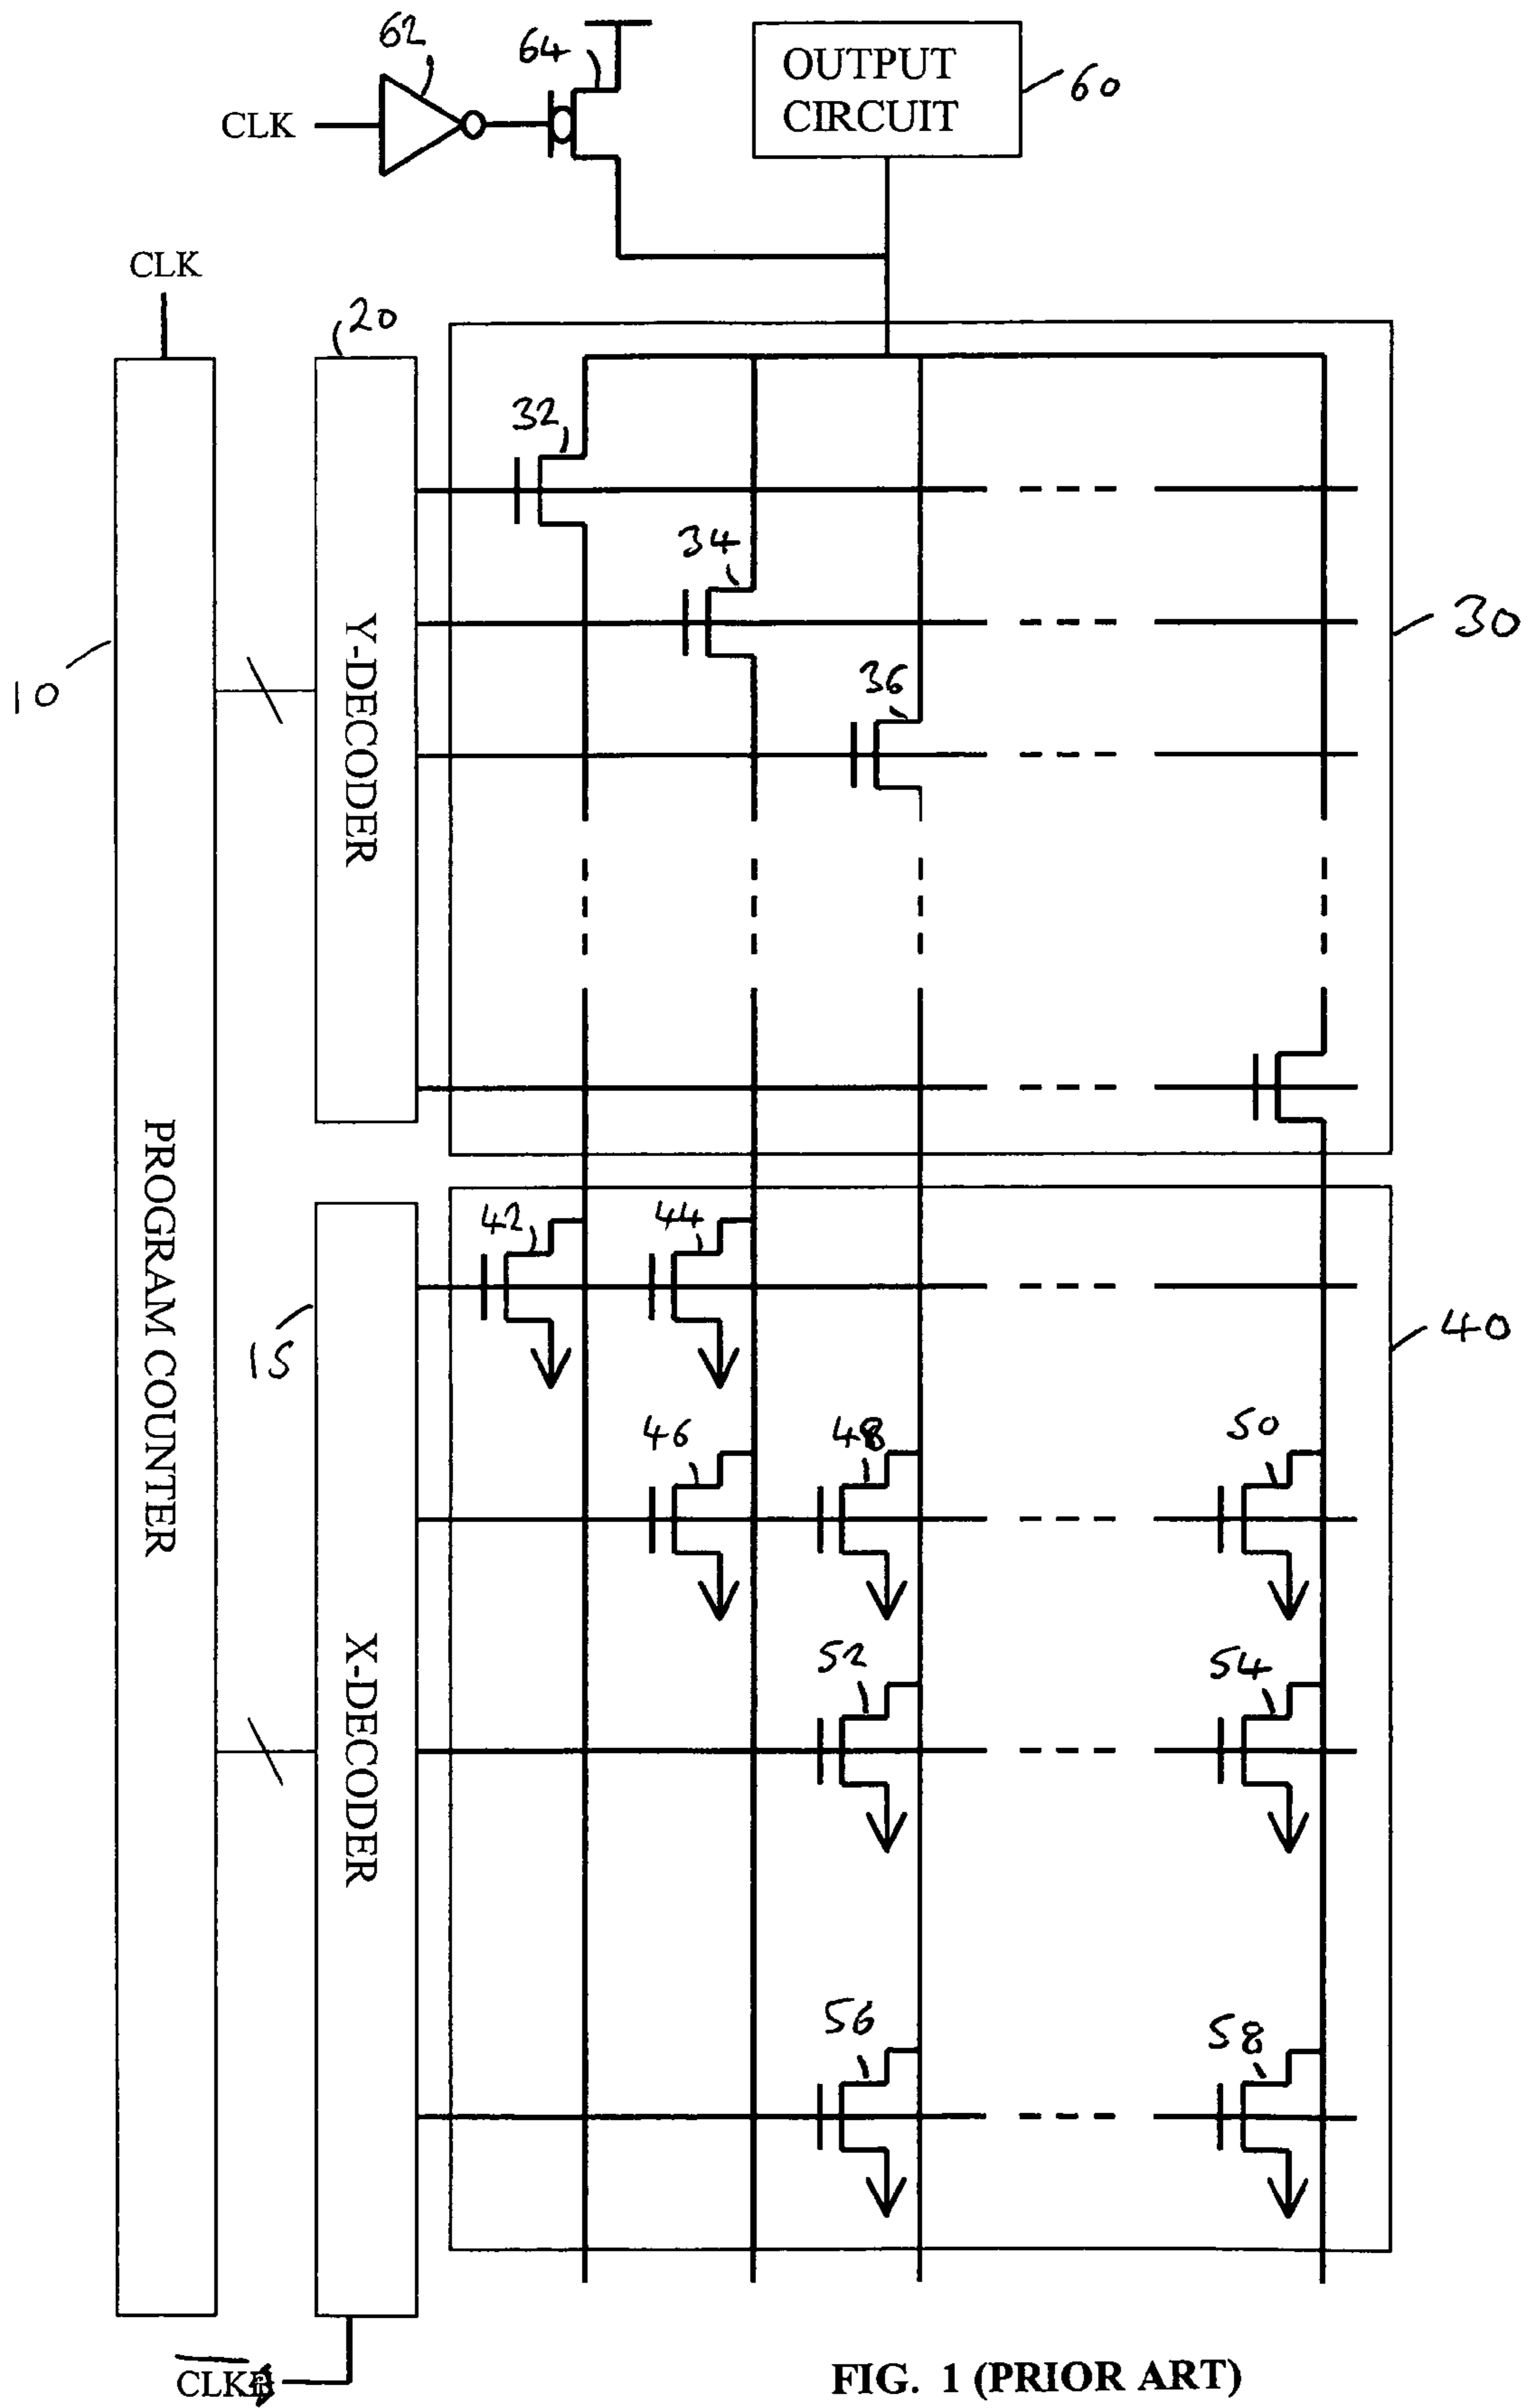 62
64
OUTPUT
CIRCUIT
60
CLK
CLK
20
32
34
30
36
10
Y-DECODER
PROGRAM COUNTER
42
44
15
40
46
48
50
X-DECODER
52
54
56
58
FIG. 1 (PRIOR ART)